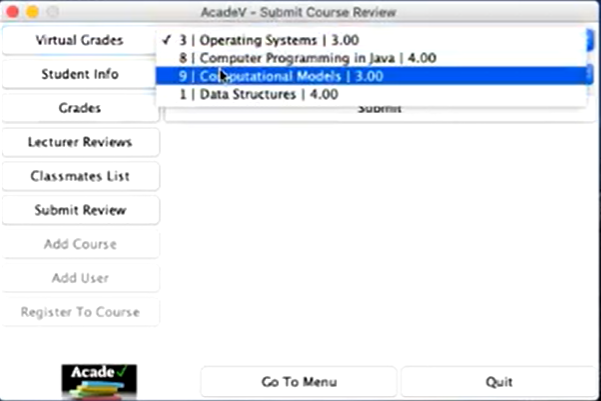 AcadeV - Submit Course Review
Virtual Grades
✓ 3 | Operating Systems | 3.00
8 | Computer Programming in Java | 4.00
Student Info
9 | Computational Models | 3.00
1 | Data Structures | 4.00
Grades
Submit
Lecturer Reviews
Classmates List
Submit Review
Add Course
Add User
Register To Course
Acade✓
Go To Menu
Quit